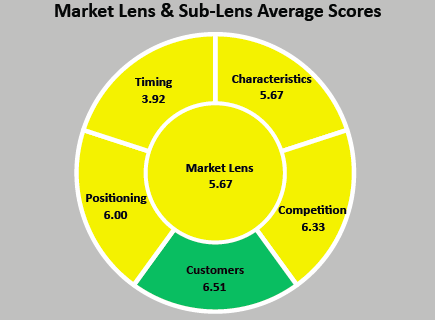 Market Lens & Sub-Lens Average Scores
Timing
3.92
Characteristics
5.67
Market Lens
5.67
Positioning
6.00
Competition
6.33
Customers
6.51